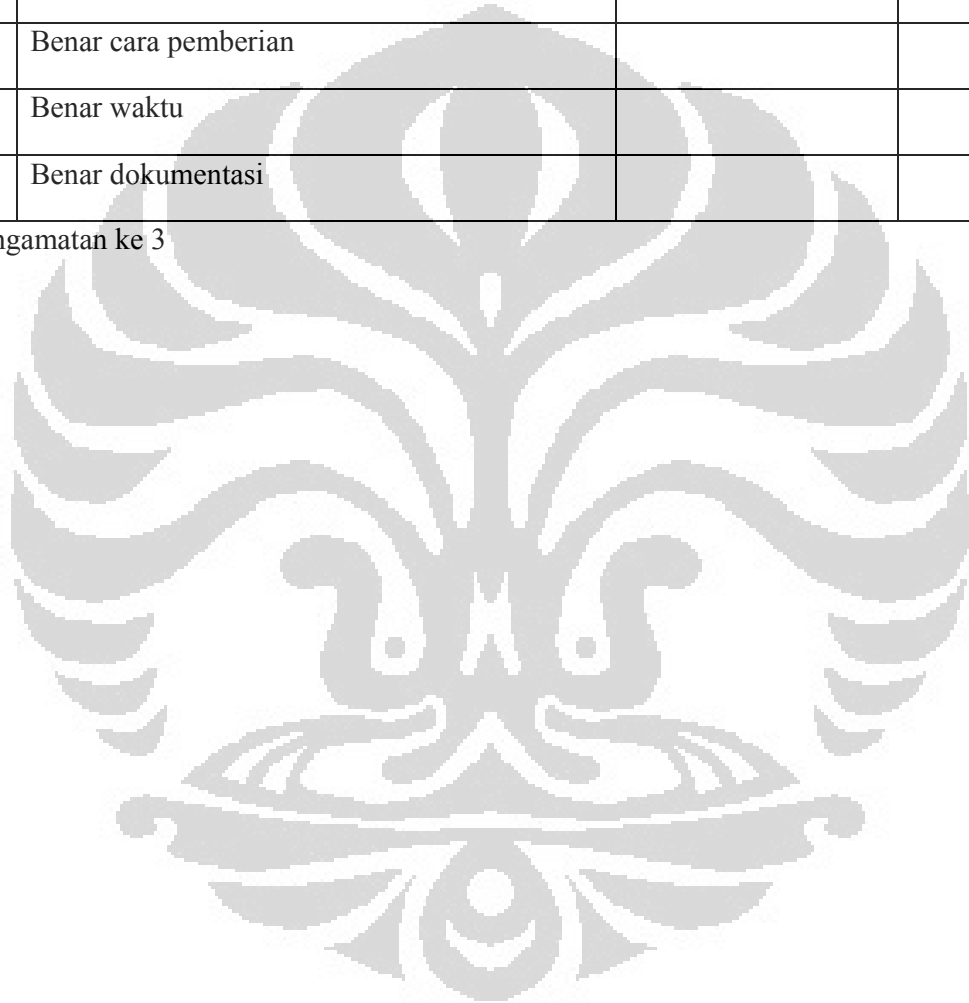 Benar cara pemberian
Benar waktu
Benar dokumentasi
ngamatan ke 3